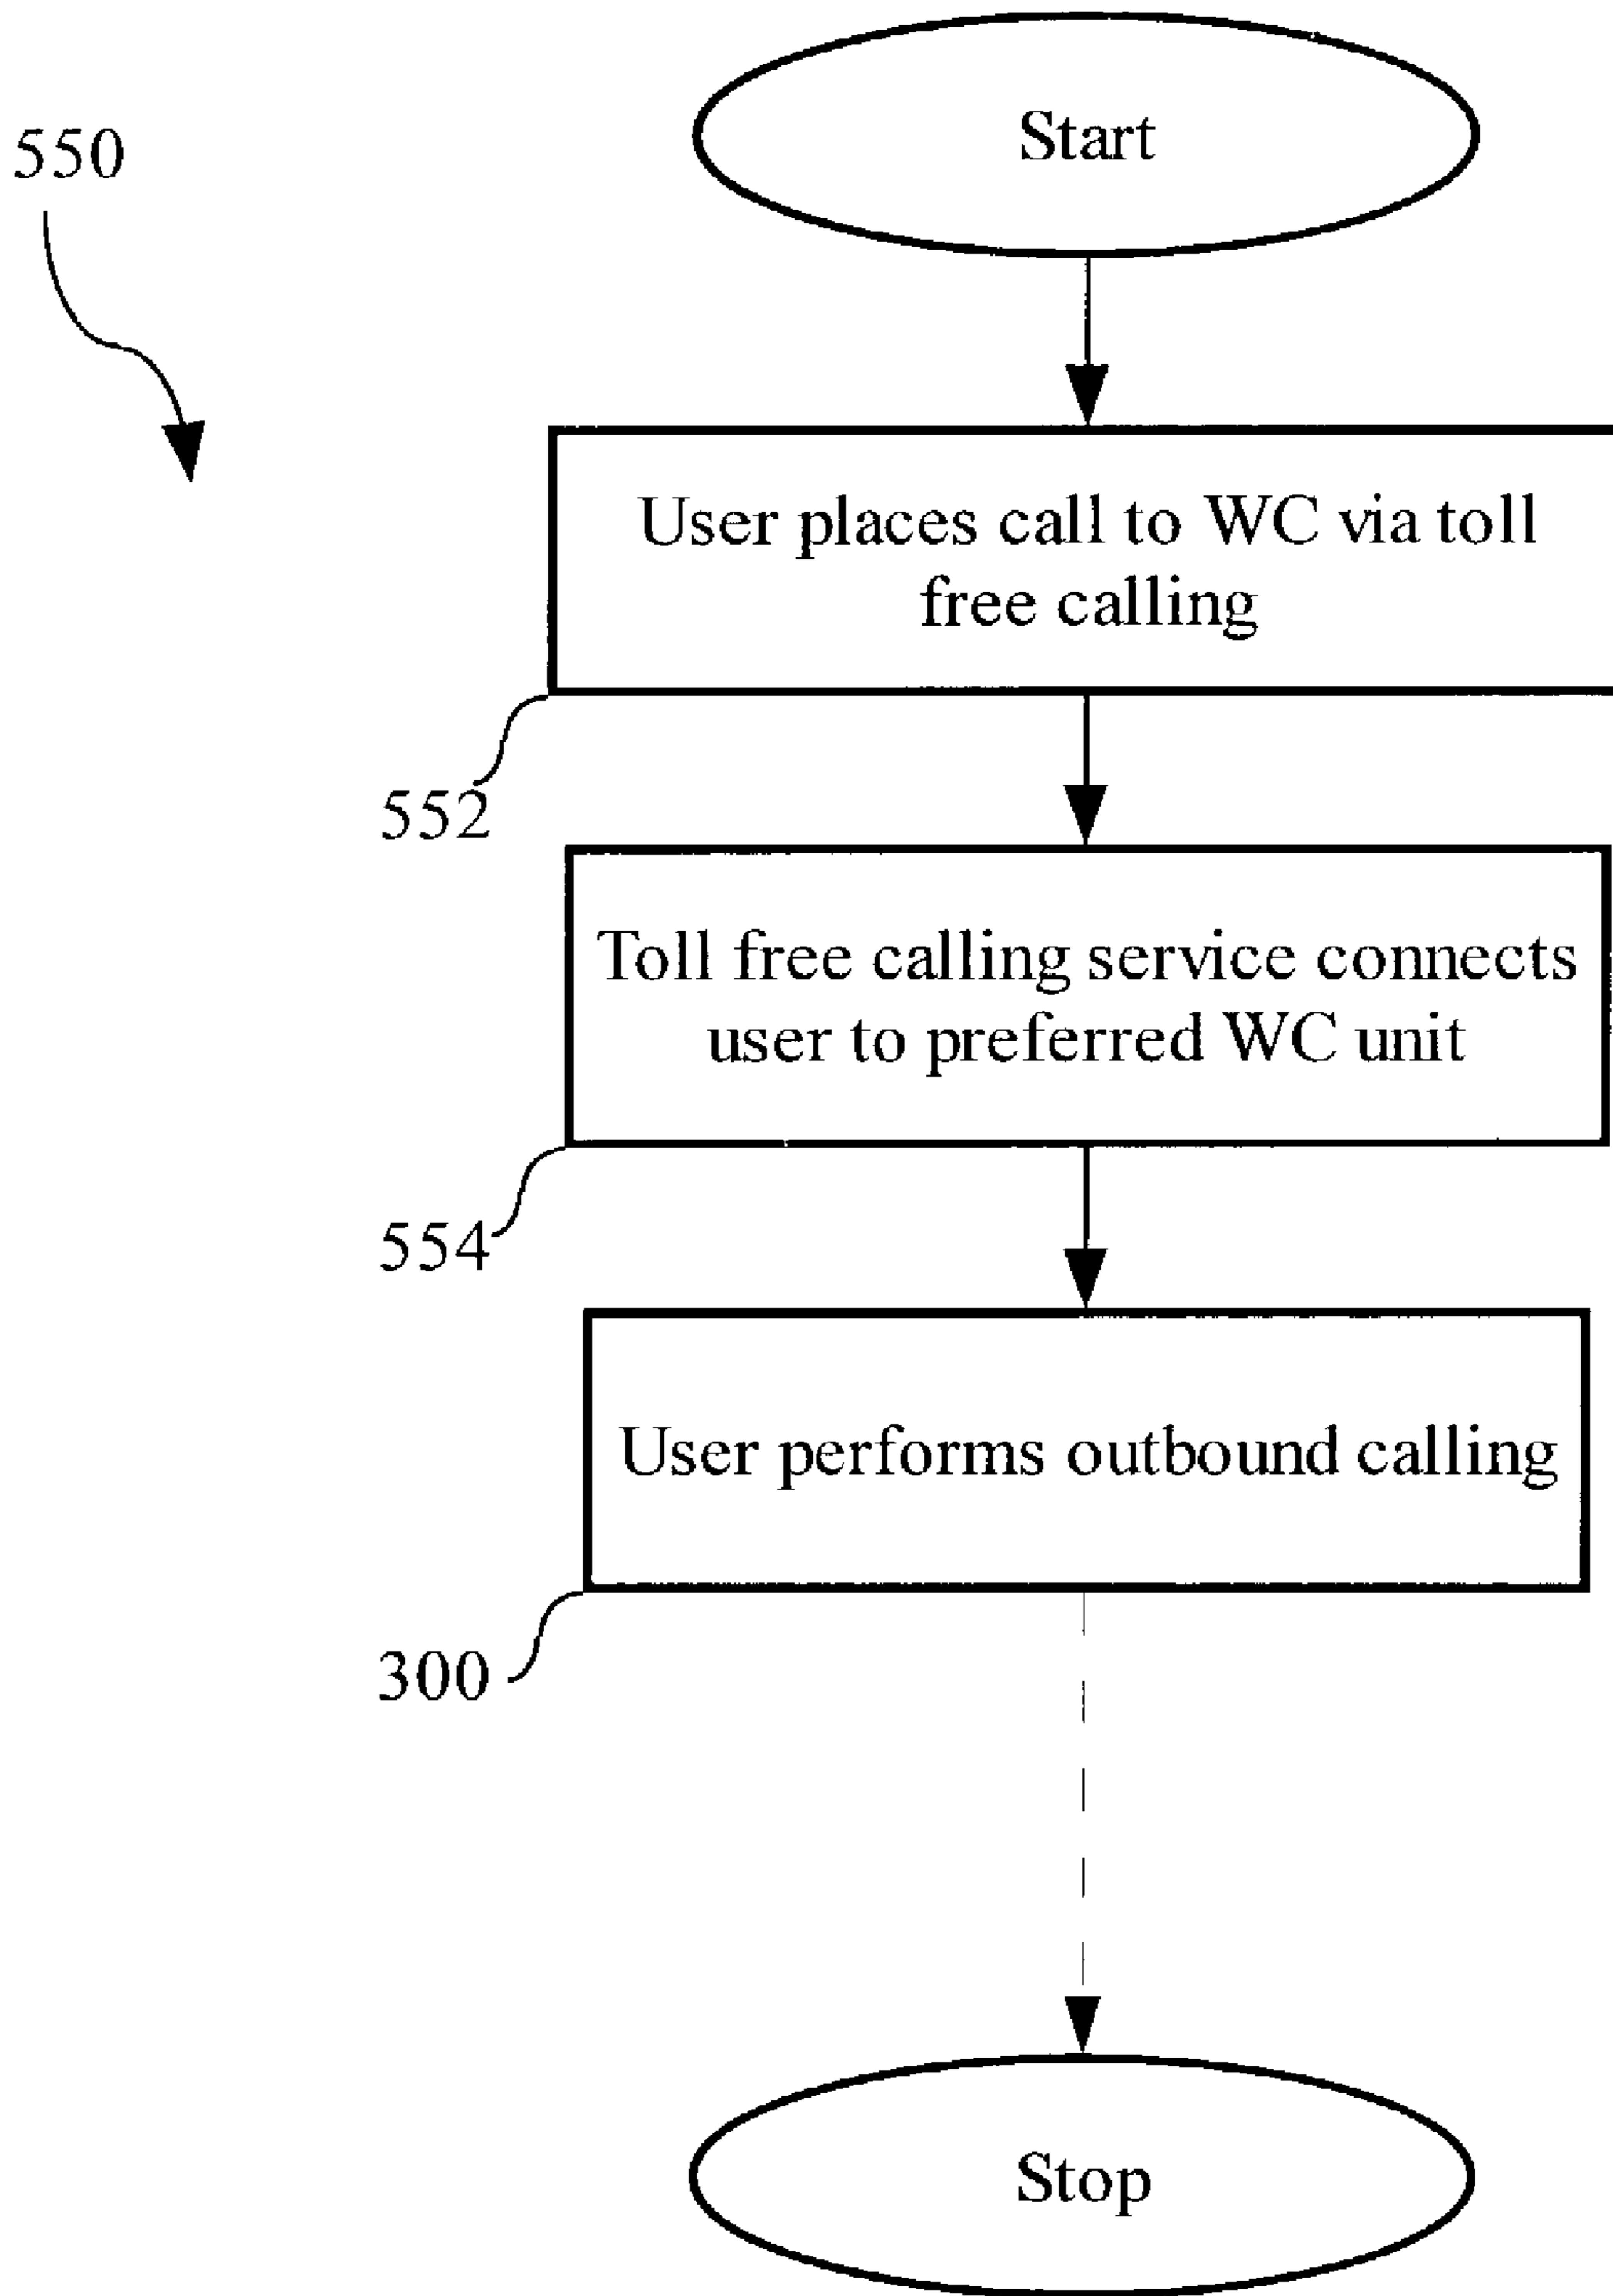 Start
550
User places call to WC via toll
free calling
552
Toll free calling service connects
user to preferred WC unit
554
User performs outbound calling
300
Stop